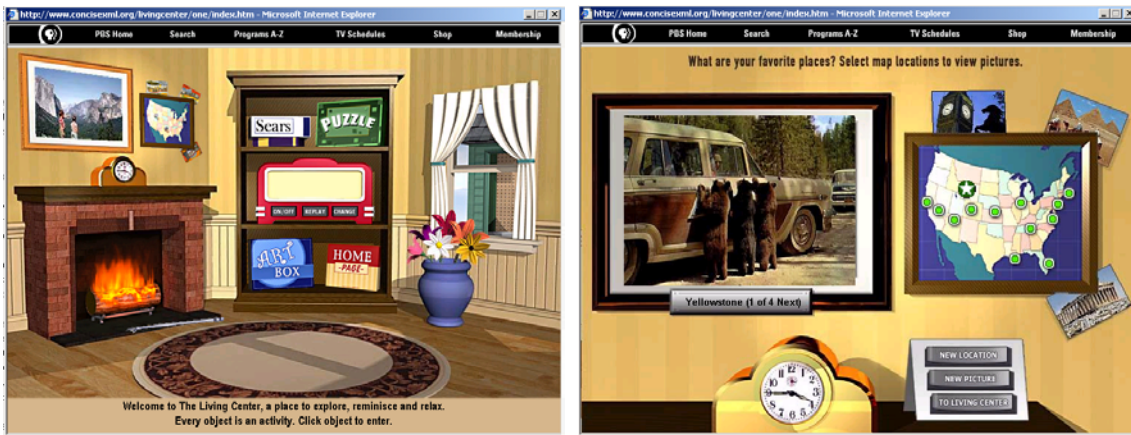 http://www.concisexml.org/livingcenter/one/index.htm - Microsoft Internet Explorer
PBS Home Search Programs A-Z TV Schedules Shop Membership
Sears
PUZZLE
ON/OFF REPLAY CHANGE
ART
BOX
HOME
-PAGE-
Welcome to The Living Center, a place to explore, reminisce and relax.
Every object is an activity. Click object to enter.
http://www.concisexml.org/livingcenter/one/index.htm - Microsoft Internet Explorer
PBS Home Search Programs A-Z TV Schedules Shop Membership
What are your favorite places? Select map locations to view pictures.
Yellowstone (1 of 4 Next)
NEW LOCATION
NEW PICTURE
TO LIVING CENTER